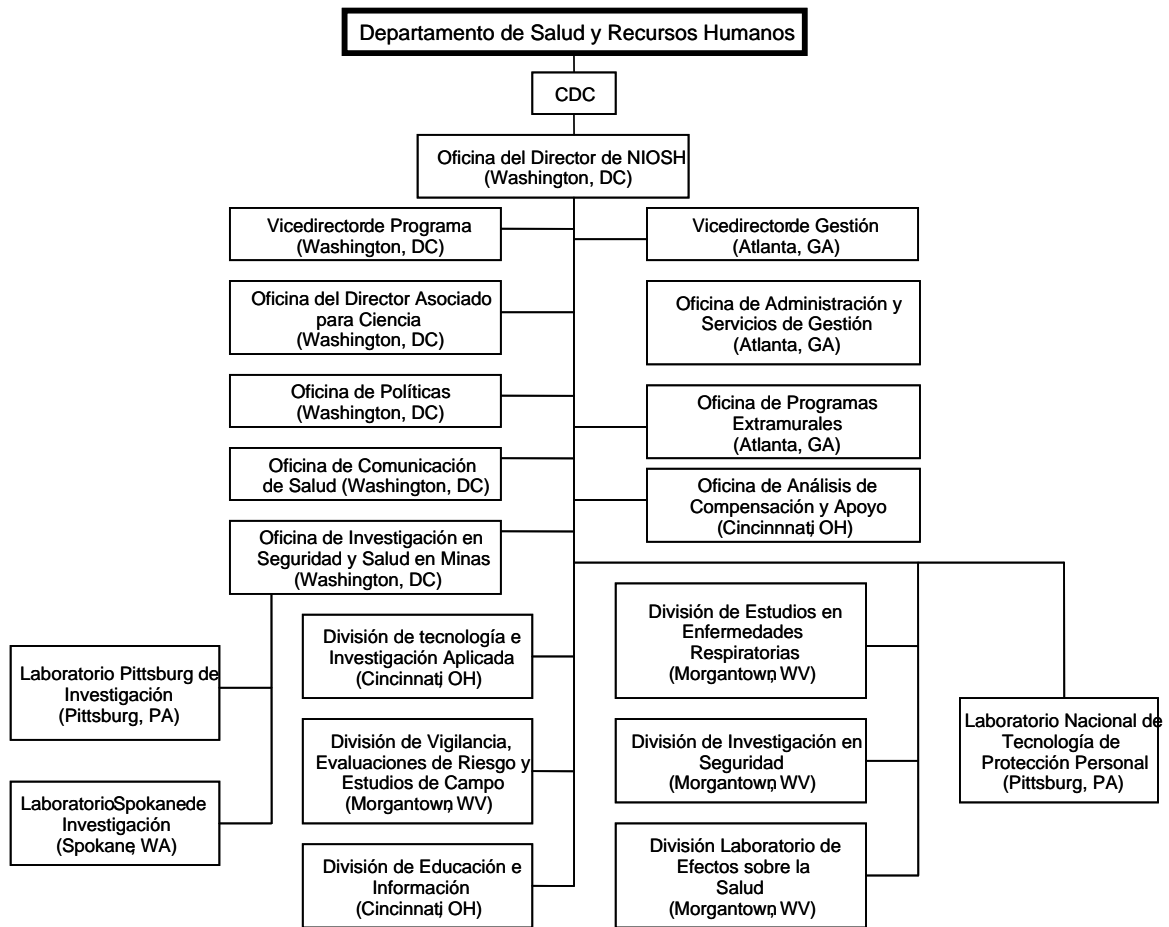 Departamento de Salud y Recursos Humanos
CDC
Oficina del Director de NIOSH
(Washington, DC)
Vicedirectorde Programa
(Washington, DC)
Vicedirectorde Gestión
(Atlanta, GA)
Oficina del Director Asociado
para Ciencia
(Washington, DC)
Oficina de Administración y
Servicios de Gestión
(Atlanta, GA)
Oficina de Políticas
(Washington, DC)
Oficina de Programas
Extramurales
(Atlanta, GA)
Oficina de Comunicación
de Salud (Washington, DC)
Oficina de Análisis de
Compensación y Apoyo
(Cincinnnati, OH)
Oficina de Investigación en
Seguridad y Salud en Minas
(Washington, DC)
División de tecnología e
Investigación Aplicada
(Cincinnati, OH)
División de Estudios en
Enfermedades
Respiratorias
(Morgantown, WV)
Laboratorio Pittsburg de
Investigación
(Pittsburg, PA)
Laboratorio Nacional de
Tecnología de
Protección Personal
(Pittsburg, PA)
División de Vigilancia,
Evaluaciones de Riesgo y
Estudios de Campo
(Morgantown, WV)
División de Investigación en
Seguridad
(Morgantown, WV)
LaboratorioSpokanede
Investigación
(Spokane, WA)
División de Educación e
Información
(Cincinnati, OH)
División Laboratorio de
Efectos sobre la
Salud
(Morgantown, WV)